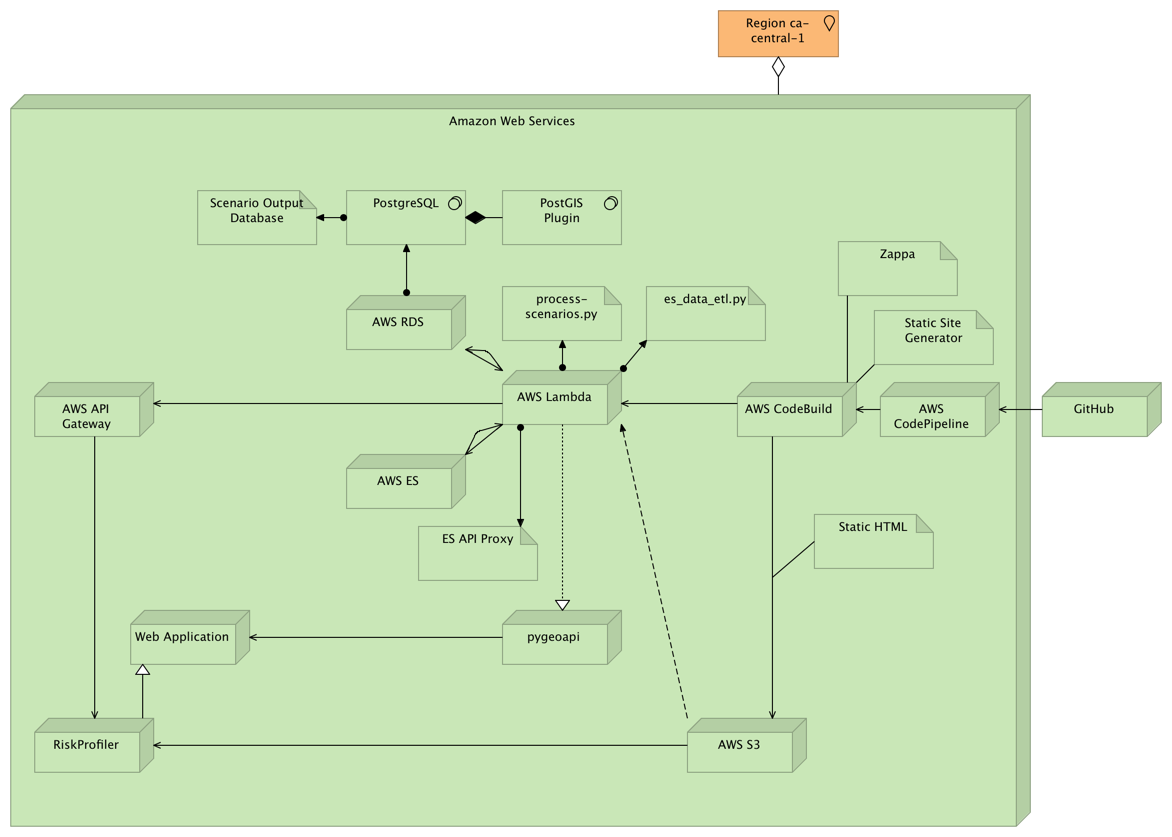 Region ca-
central-1
Amazon Web Services
Scenario Output
Database
PostgreSQL
PostGIS
Plugin
Zappa
process-
scenarios.py
es_data_etl.py
AWS RDS
Static Site
Generator
AWS Lambda
AWS API
Gateway
AWS CodeBuild
AWS
CodePipeline
GitHub
AWS ES
ES API Proxy
Static HTML
Web Application
pygeoapi
RiskProfiler
AWS S3